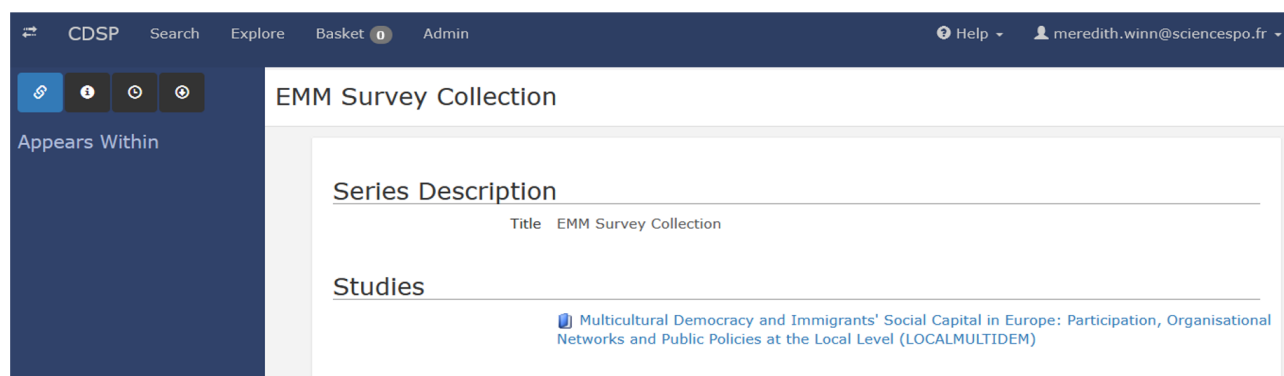 CDSP Search Explore Basket 0 Admin Help meredith.winn@sciencespo.fr
Appears Within
EMM Survey Collection
Series Description
Title EMM Survey Collection
Studies
Multicultural Democracy and Immigrants' Social Capital in Europe: Participation, Organisational
Networks and Public Policies at the Local Level (LOCALMULTIDEM)